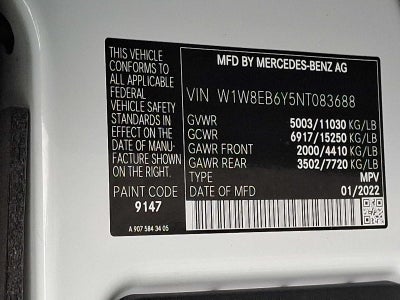 THIS VEHICLE
CONFORMS TO
ALL APPLICABLE
FEDERAL MOTOR
VEHICLE SAFETY
STANDARDS IN
EFFECT ON THE
DATE OF MANU-
FACTURE SHOWN
ON THE RIGHT.
PAINT CODE
9147
A 907 584 34 05
MFD BY MERCEDES-BENZ AG
VIN W1W8EB6Y5NT083688
GVWR 5003/11030 KG/LB
GCWR 6917/15250 KG/LB
GAWR FRONT 2000/4410 KG/LB
GAWR REAR 3502/7720 KG/LB
TYPE MPV
DATE OF MFD 01/2022